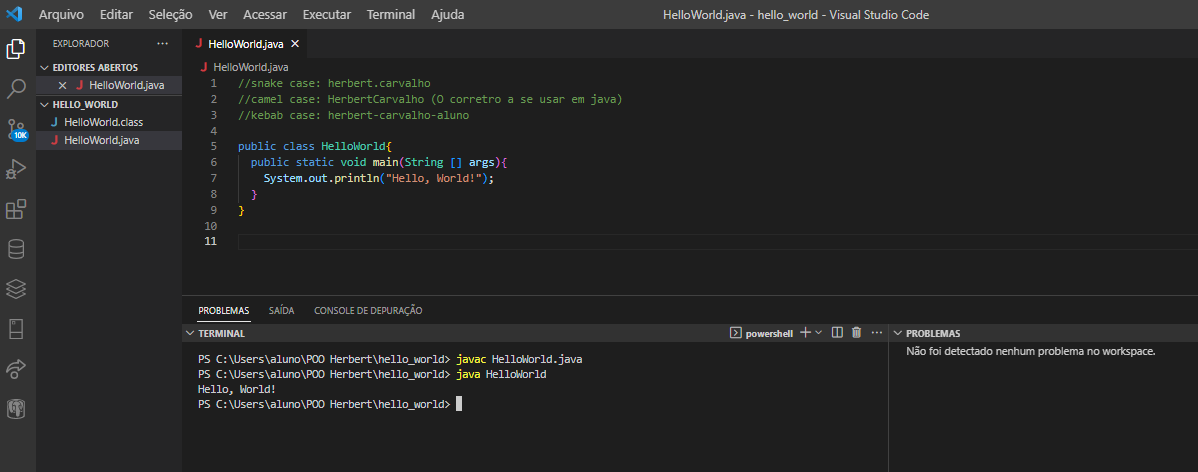 Arquivo Editar Seleção Ver Acessar Executar Terminal Ajuda HelloWorld.java - hello_world - Visual Studio Code
EXPLORADOR ···
EDITORES ABERTOS
J HelloWorld.java
HELLO_WORLD
J HelloWorld.class
J HelloWorld.java
10K
J HelloWorld.java
J HelloWorld.java
1 //snake case: herbert.carvalho
2 //camel case: HerbertCarvalho (O corretro a se usar em java)
3 //kebab case: herbert-carvalho-aluno
4
5 public class HelloWorld{
6 public static void main(String [] args){
7 System.out.println("Hello, World!");
8 }
9 }
10
11
PROBLEMAS SAÍDA CONSOLE DE DEPURAÇÃO
TERMINAL powershell ···
PS C:\Users\aluno\POO Herbert\hello_world> javac HelloWorld.java
PS C:\Users\aluno\POO Herbert\hello_world> java HelloWorld
Hello, World!
PS C:\Users\aluno\POO Herbert\hello_world>
PROBLEMAS
Não foi detectado nenhum problema no workspace.